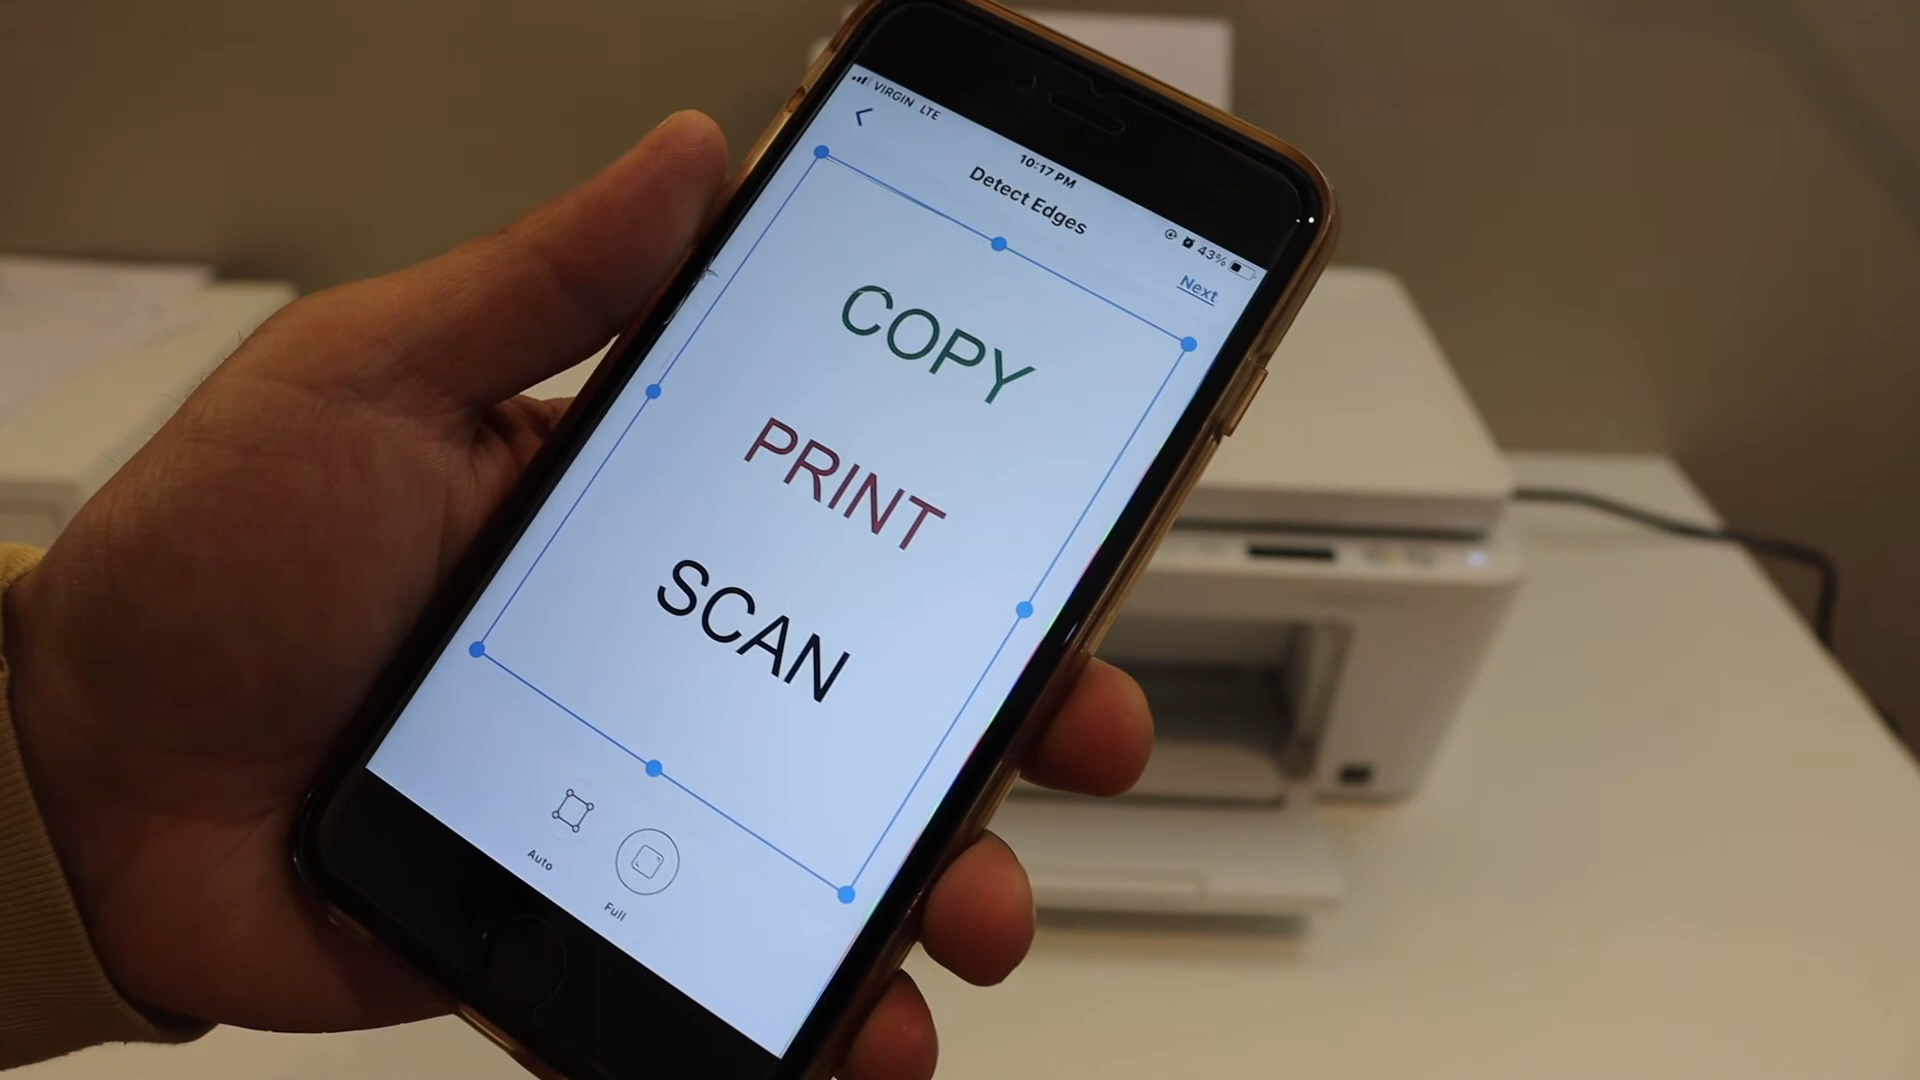 VIRGIN LTE
10:17 PM
43%
Detect Edges
Next
COPY
PRINT
SCAN
Auto
Full